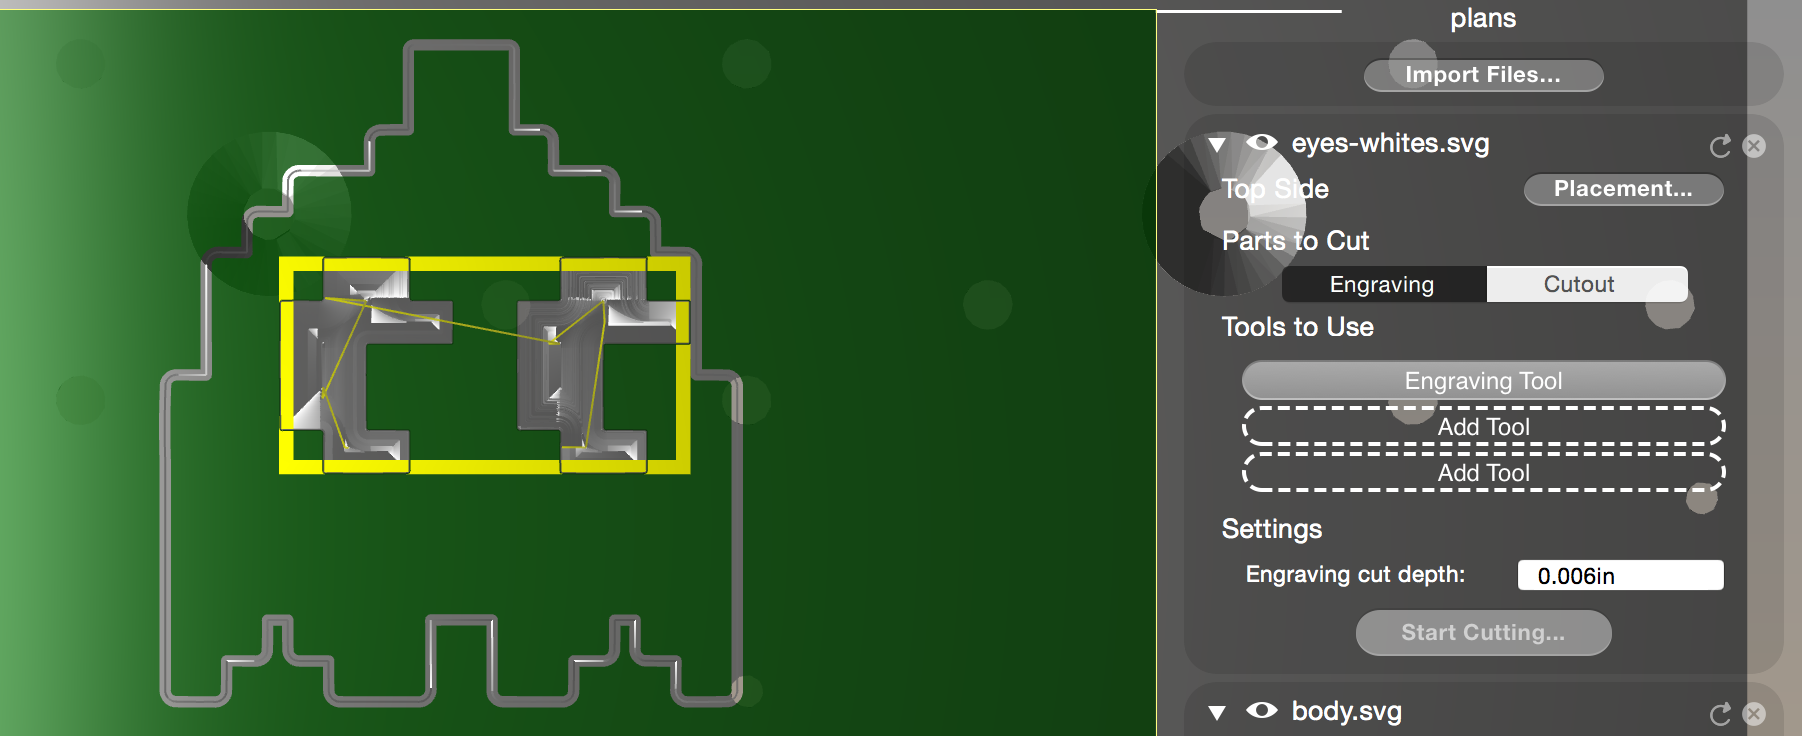 plans
Import Files...
eyes-whites.svg
Top Side
Placement...
Parts to Cut
Engraving
Cutout
Tools to Use
Engraving Tool
Add Tool
Add Tool
Settings
Engraving cut depth:
0.006in
Start Cutting...
body.svg